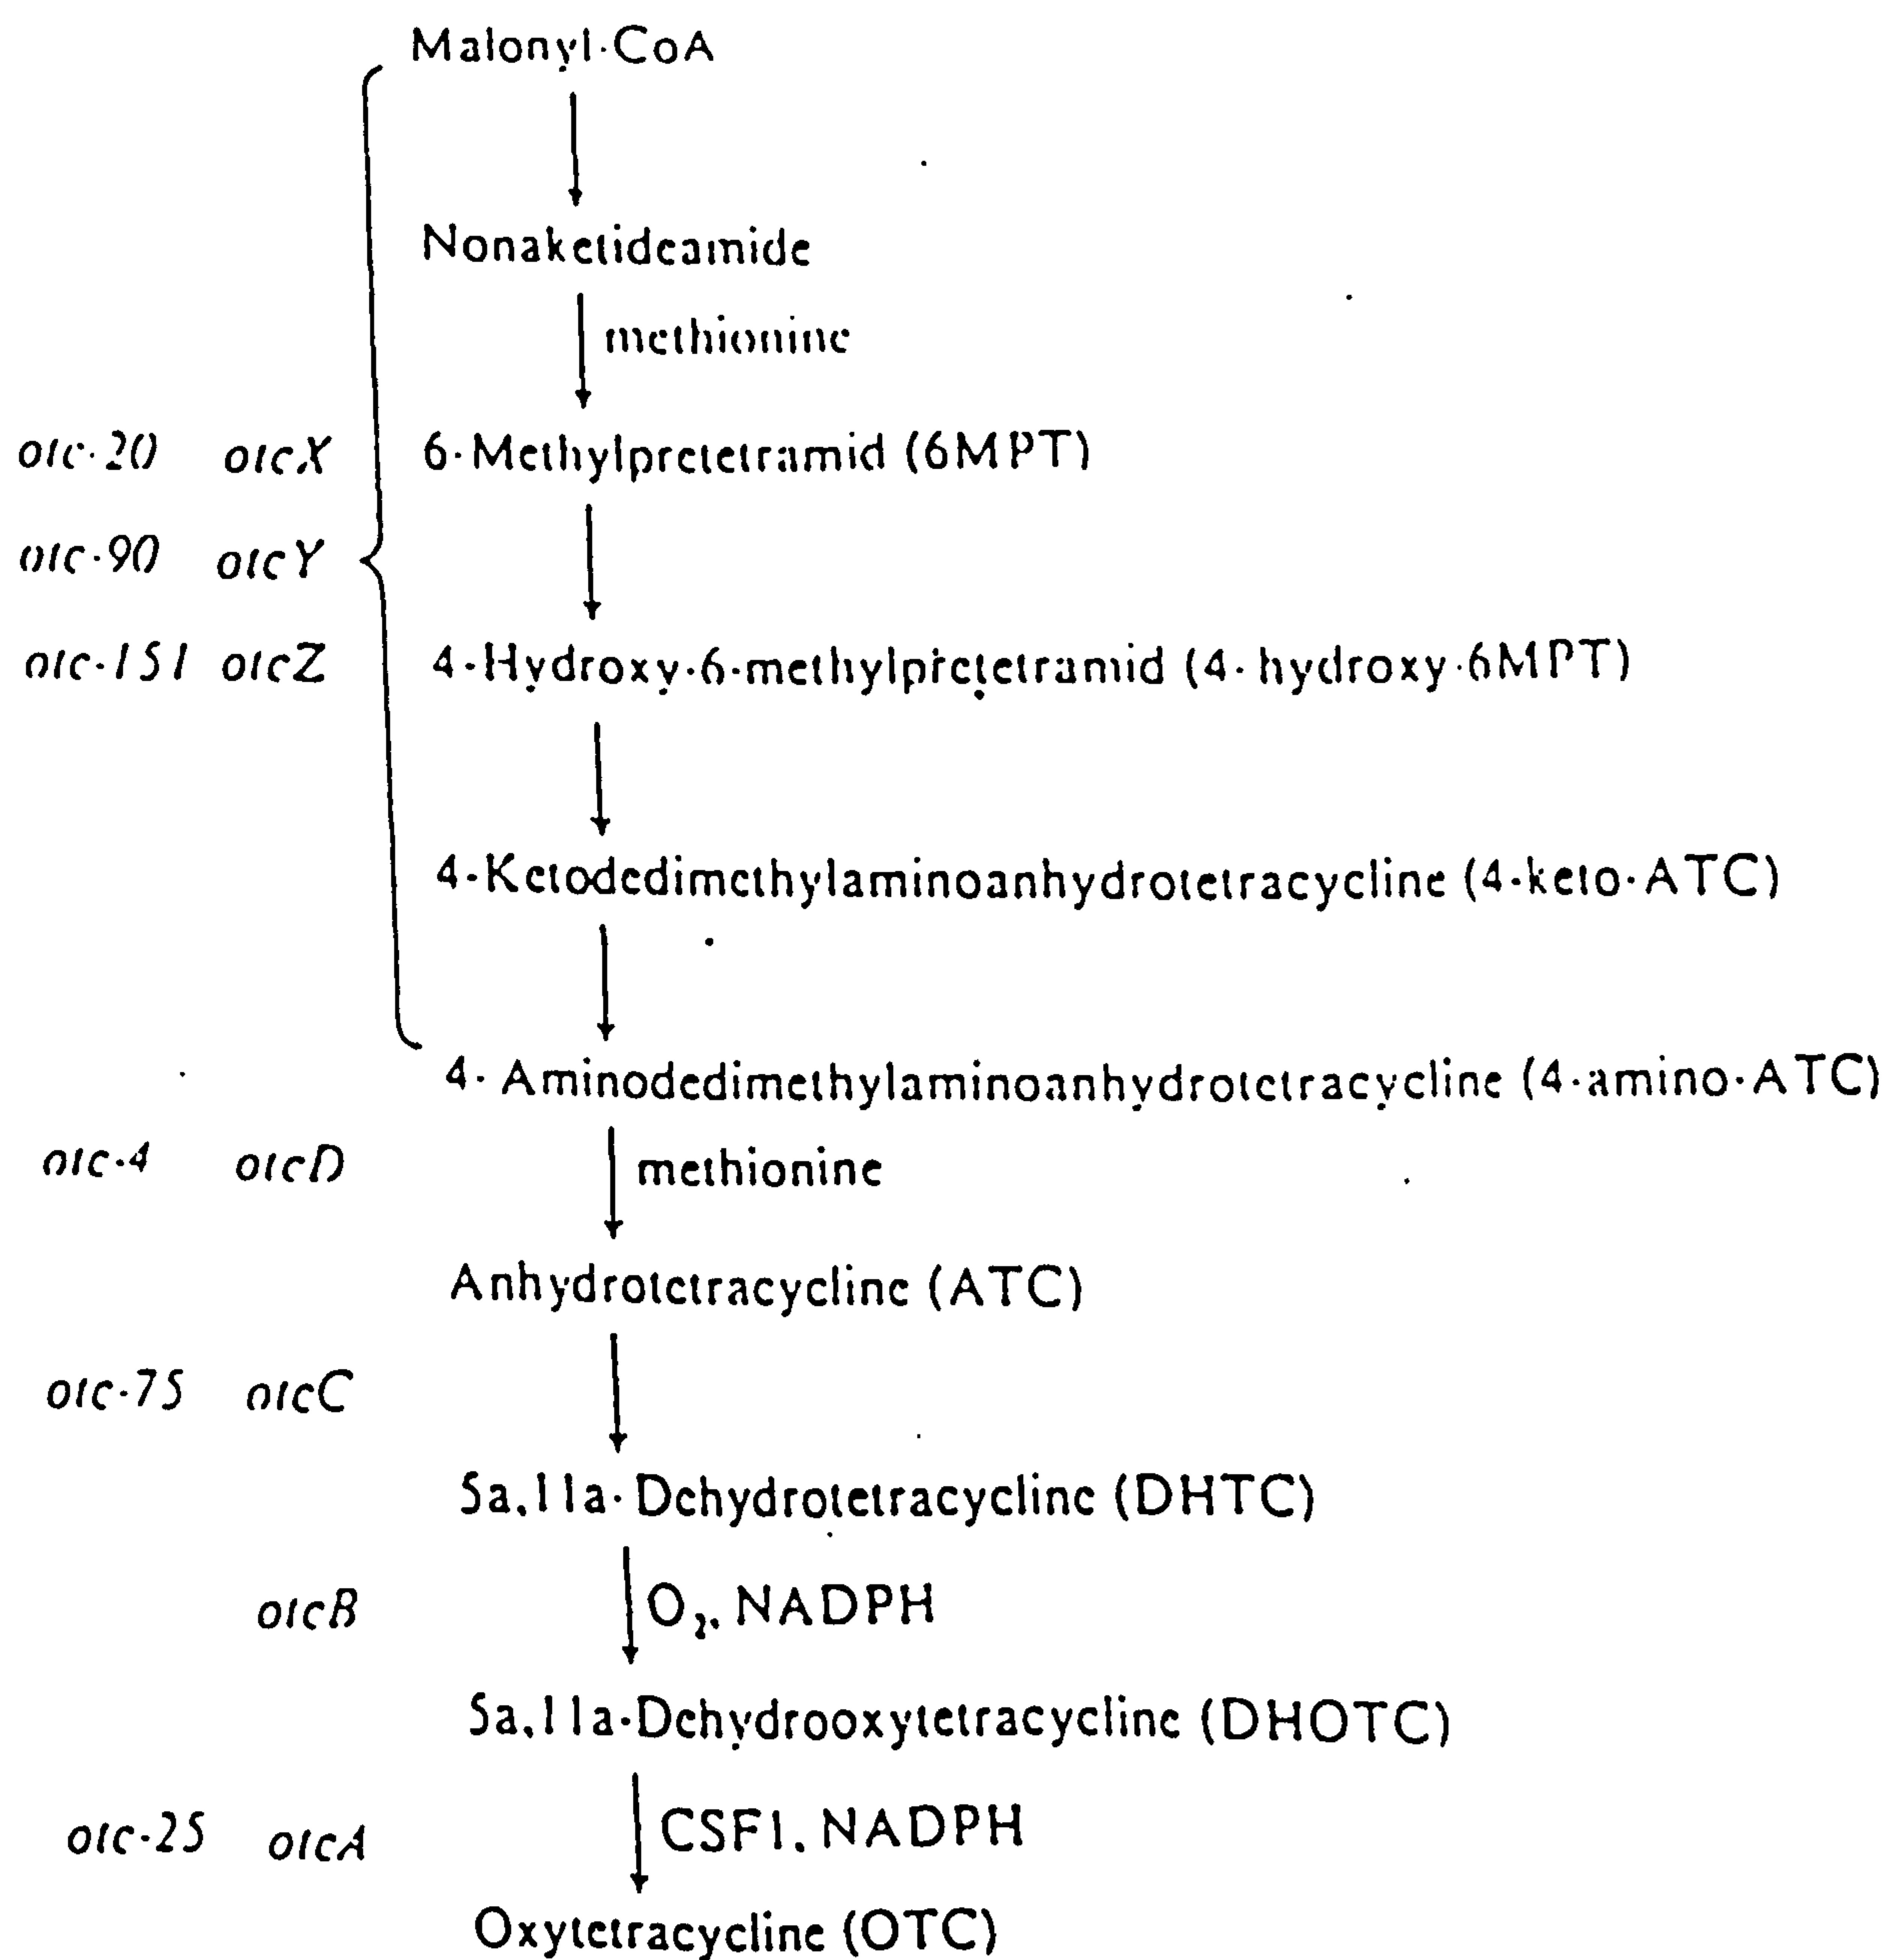 Malonyl·CoA
Nonaketideamide
methionine
otc·20 otcX 6·Methylpretetramid (6MPT)
otc·90 otcY
otc·151 otcZ 4·Hydroxy·6·methylpretetramid (4·hydroxy·6MPT)
4·Ketodedimethylaminoanhydrotetracycline (4·keto·ATC)
4·Aminodedimethylaminoanhydrotetracycline (4·amino·ATC)
otc·4 otcD methionine
Anhydrotetracycline (ATC)
otc·75 otcC
5a,11a·Dehydrotetracycline (DHTC)
otcB O₂, NADPH
5a,11a·Dehydrooxytetracycline (DHOTC)
otc·25 otcA CSF1, NADPH
Oxytetracycline (OTC)